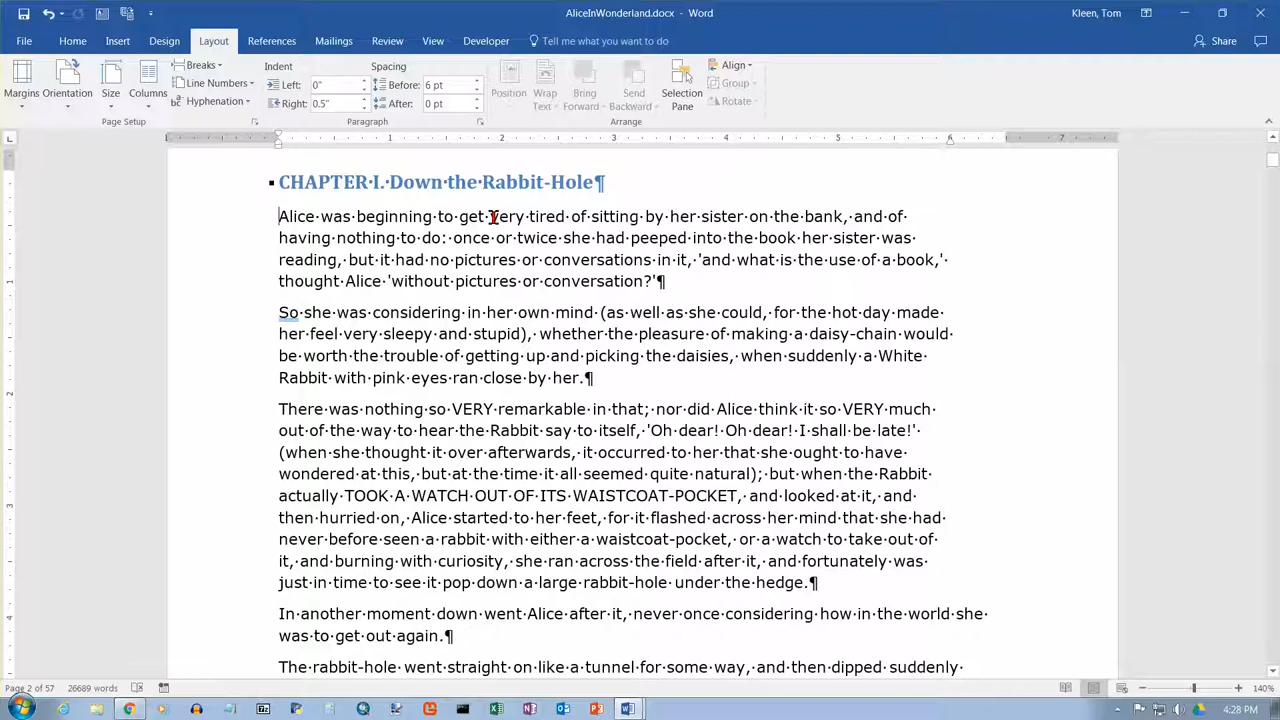 AliceInWonderland.docx - Word
Kleen, Tom
File Home Insert Design Layout References Mailings Review View Developer Tell me what you want to do Share
Margins Orientation Size Columns
Breaks
Line Numbers
Hyphenation
Page Setup
Indent
Left: 0"
Right: 0.5"
Spacing
Before: 6 pt
After: 0 pt
Paragraph
Position
Wrap Text
Bring Forward
Send Backward
Selection Pane
Align
Group
Rotate
Arrange
1 2 3 4 5 6 7
CHAPTER·I.·Down·the·Rabbit-Hole¶
Alice·was·beginning·to·get·very·tired·of·sitting·by·her·sister·on·the·bank,·and·of·
having·nothing·to·do:·once·or·twice·she·had·peeped·into·the·book·her·sister·was·
reading,·but·it·had·no·pictures·or·conversations·in·it,·'and·what·is·the·use·of·a·book,'·
thought·Alice·'without·pictures·or·conversation?'¶
So·she·was·considering·in·her·own·mind·(as·well·as·she·could,·for·the·hot·day·made·
her·feel·very·sleepy·and·stupid),·whether·the·pleasure·of·making·a·daisy-chain·would·
be·worth·the·trouble·of·getting·up·and·picking·the·daisies,·when·suddenly·a·White·
Rabbit·with·pink·eyes·ran·close·by·her.¶
There·was·nothing·so·VERY·remarkable·in·that;·nor·did·Alice·think·it·so·VERY·much·
out·of·the·way·to·hear·the·Rabbit·say·to·itself,·'Oh·dear!·Oh·dear!·I·shall·be·late!'·
(when·she·thought·it·over·afterwards,·it·occurred·to·her·that·she·ought·to·have·
wondered·at·this,·but·at·the·time·it·all·seemed·quite·natural);·but·when·the·Rabbit·
actually·TOOK·A·WATCH·OUT·OF·ITS·WAISTCOAT-POCKET,·and·looked·at·it,·and·
then·hurried·on,·Alice·started·to·her·feet,·for·it·flashed·across·her·mind·that·she·had·
never·before·seen·a·rabbit·with·either·a·waistcoat-pocket,·or·a·watch·to·take·out·of·
it,·and·burning·with·curiosity,·she·ran·across·the·field·after·it,·and·fortunately·was·
just·in·time·to·see·it·pop·down·a·large·rabbit-hole·under·the·hedge.¶
In·another·moment·down·went·Alice·after·it,·never·once·considering·how·in·the·world·she·
was·to·get·out·again.¶
The·rabbit-hole·went·straight·on·like·a·tunnel·for·some·way,·and·then·dipped·suddenly·
1
2
3
4
Page 2 of 57 26689 words
140%
4:28 PM